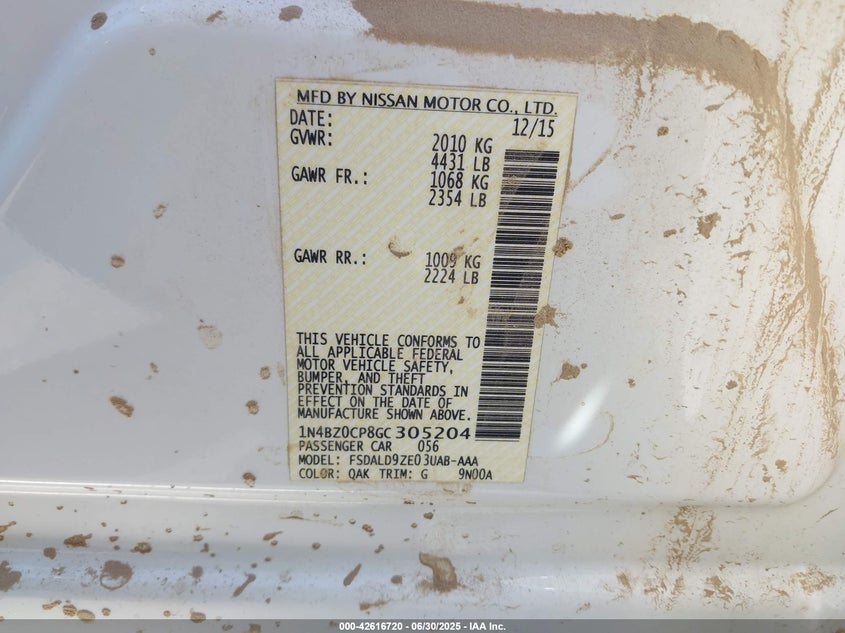 MFD BY NISSAN MOTOR CO., LTD.
DATE: 12/15
GVWR: 2010 KG
4431 LB
GAWR FR.: 1068 KG
2354 LB
GAWR RR.: 1009 KG
2224 LB
THIS VEHICLE CONFORMS TO
ALL APPLICABLE FEDERAL
MOTOR VEHICLE SAFETY,
BUMPER, AND THEFT
PREVENTION STANDARDS IN
EFFECT ON THE DATE OF
MANUFACTURE SHOWN ABOVE.
1N4BZ0CP8GC305204
PASSENGER CAR 056
MODEL: FSDALD9ZE03UAB-AAA
COLOR: QAK TRIM: G 9N00A
000-42616720 - 06/30/2025 - IAA Inc.